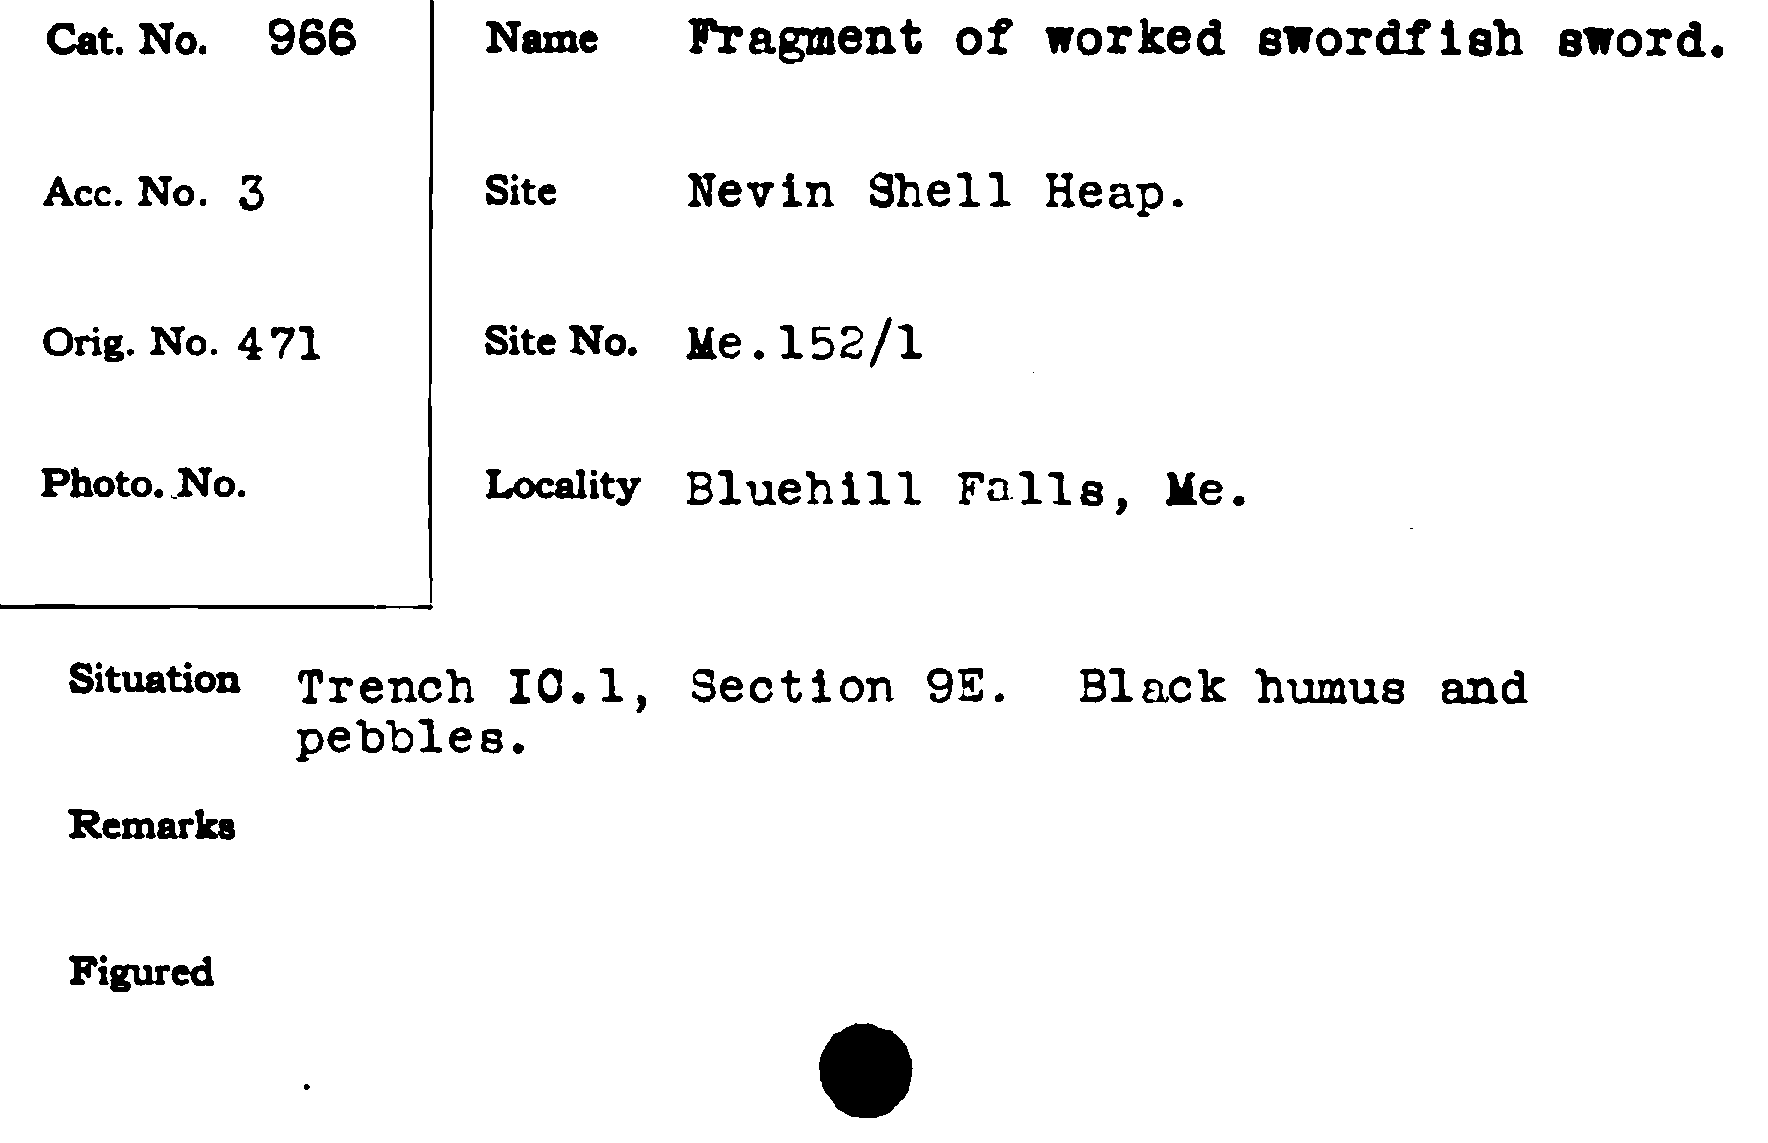 Cat. No. 966
Name Fragment of worked swordfish sword.
Acc. No. 3
Site Nevin Shell Heap.
Orig. No. 471
Site No. Me.152/1
Photo. No.
Locality Bluehill Falls, Me.
Situation Trench IC.1, Section 9E. Black humus and
pebbles.
Remarks
Figured